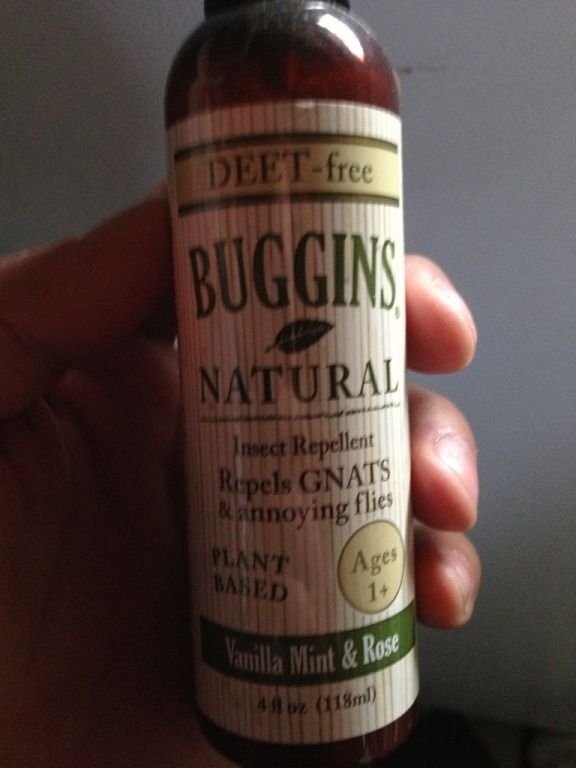 DEET-free
BUGGINS®
NATURAL
Insect Repellent
Repels GNATS
& annoying flies
PLANT
BASED
Ages
1+
Vanilla Mint & Rose
4 fl oz (118ml)